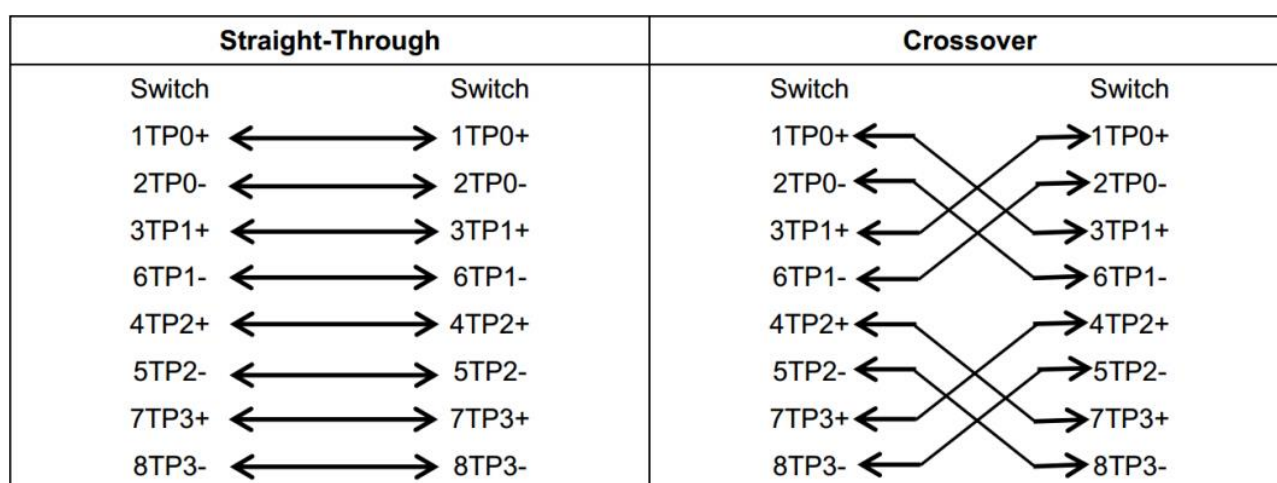 Straight-Through Crossover
Switch Switch Switch Switch
1TP0+ 1TP0+ 1TP0+ 1TP0+
2TP0- 2TP0- 2TP0- 2TP0-
3TP1+ 3TP1+ 3TP1+ 3TP1+
6TP1- 6TP1- 6TP1- 6TP1-
4TP2+ 4TP2+ 4TP2+ 4TP2+
5TP2- 5TP2- 5TP2- 5TP2-
7TP3+ 7TP3+ 7TP3+ 7TP3+
8TP3- 8TP3- 8TP3- 8TP3-